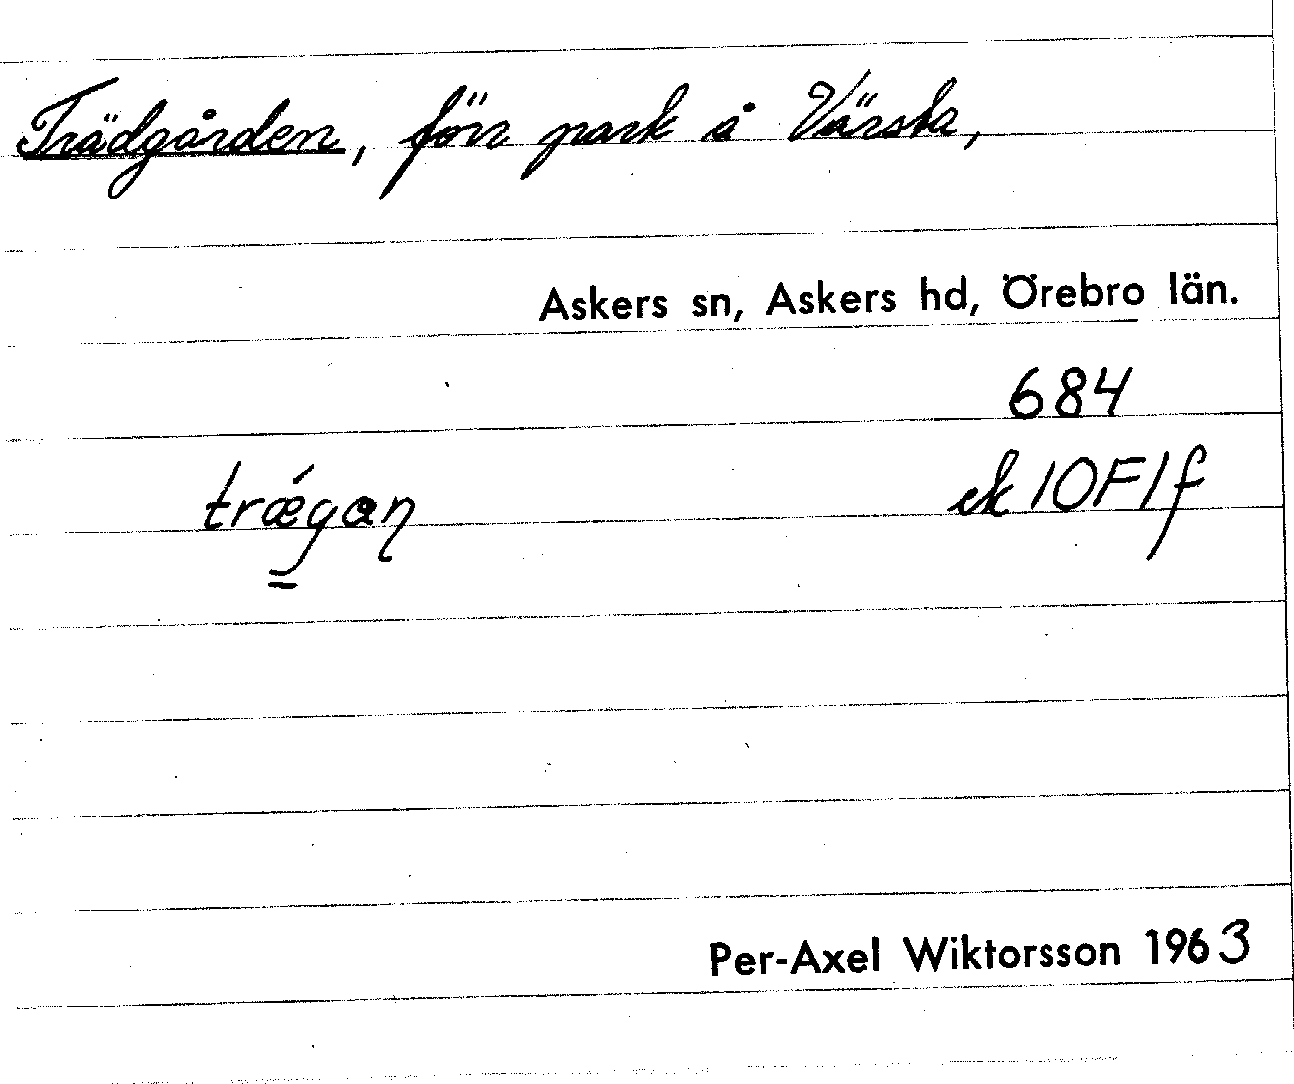 Trädgården, förr park å Värsta,
Askers sn, Askers hd, Örebro län.
684
trǽgan̡ ek 10F1f
Per-Axel Wiktorsson 1963